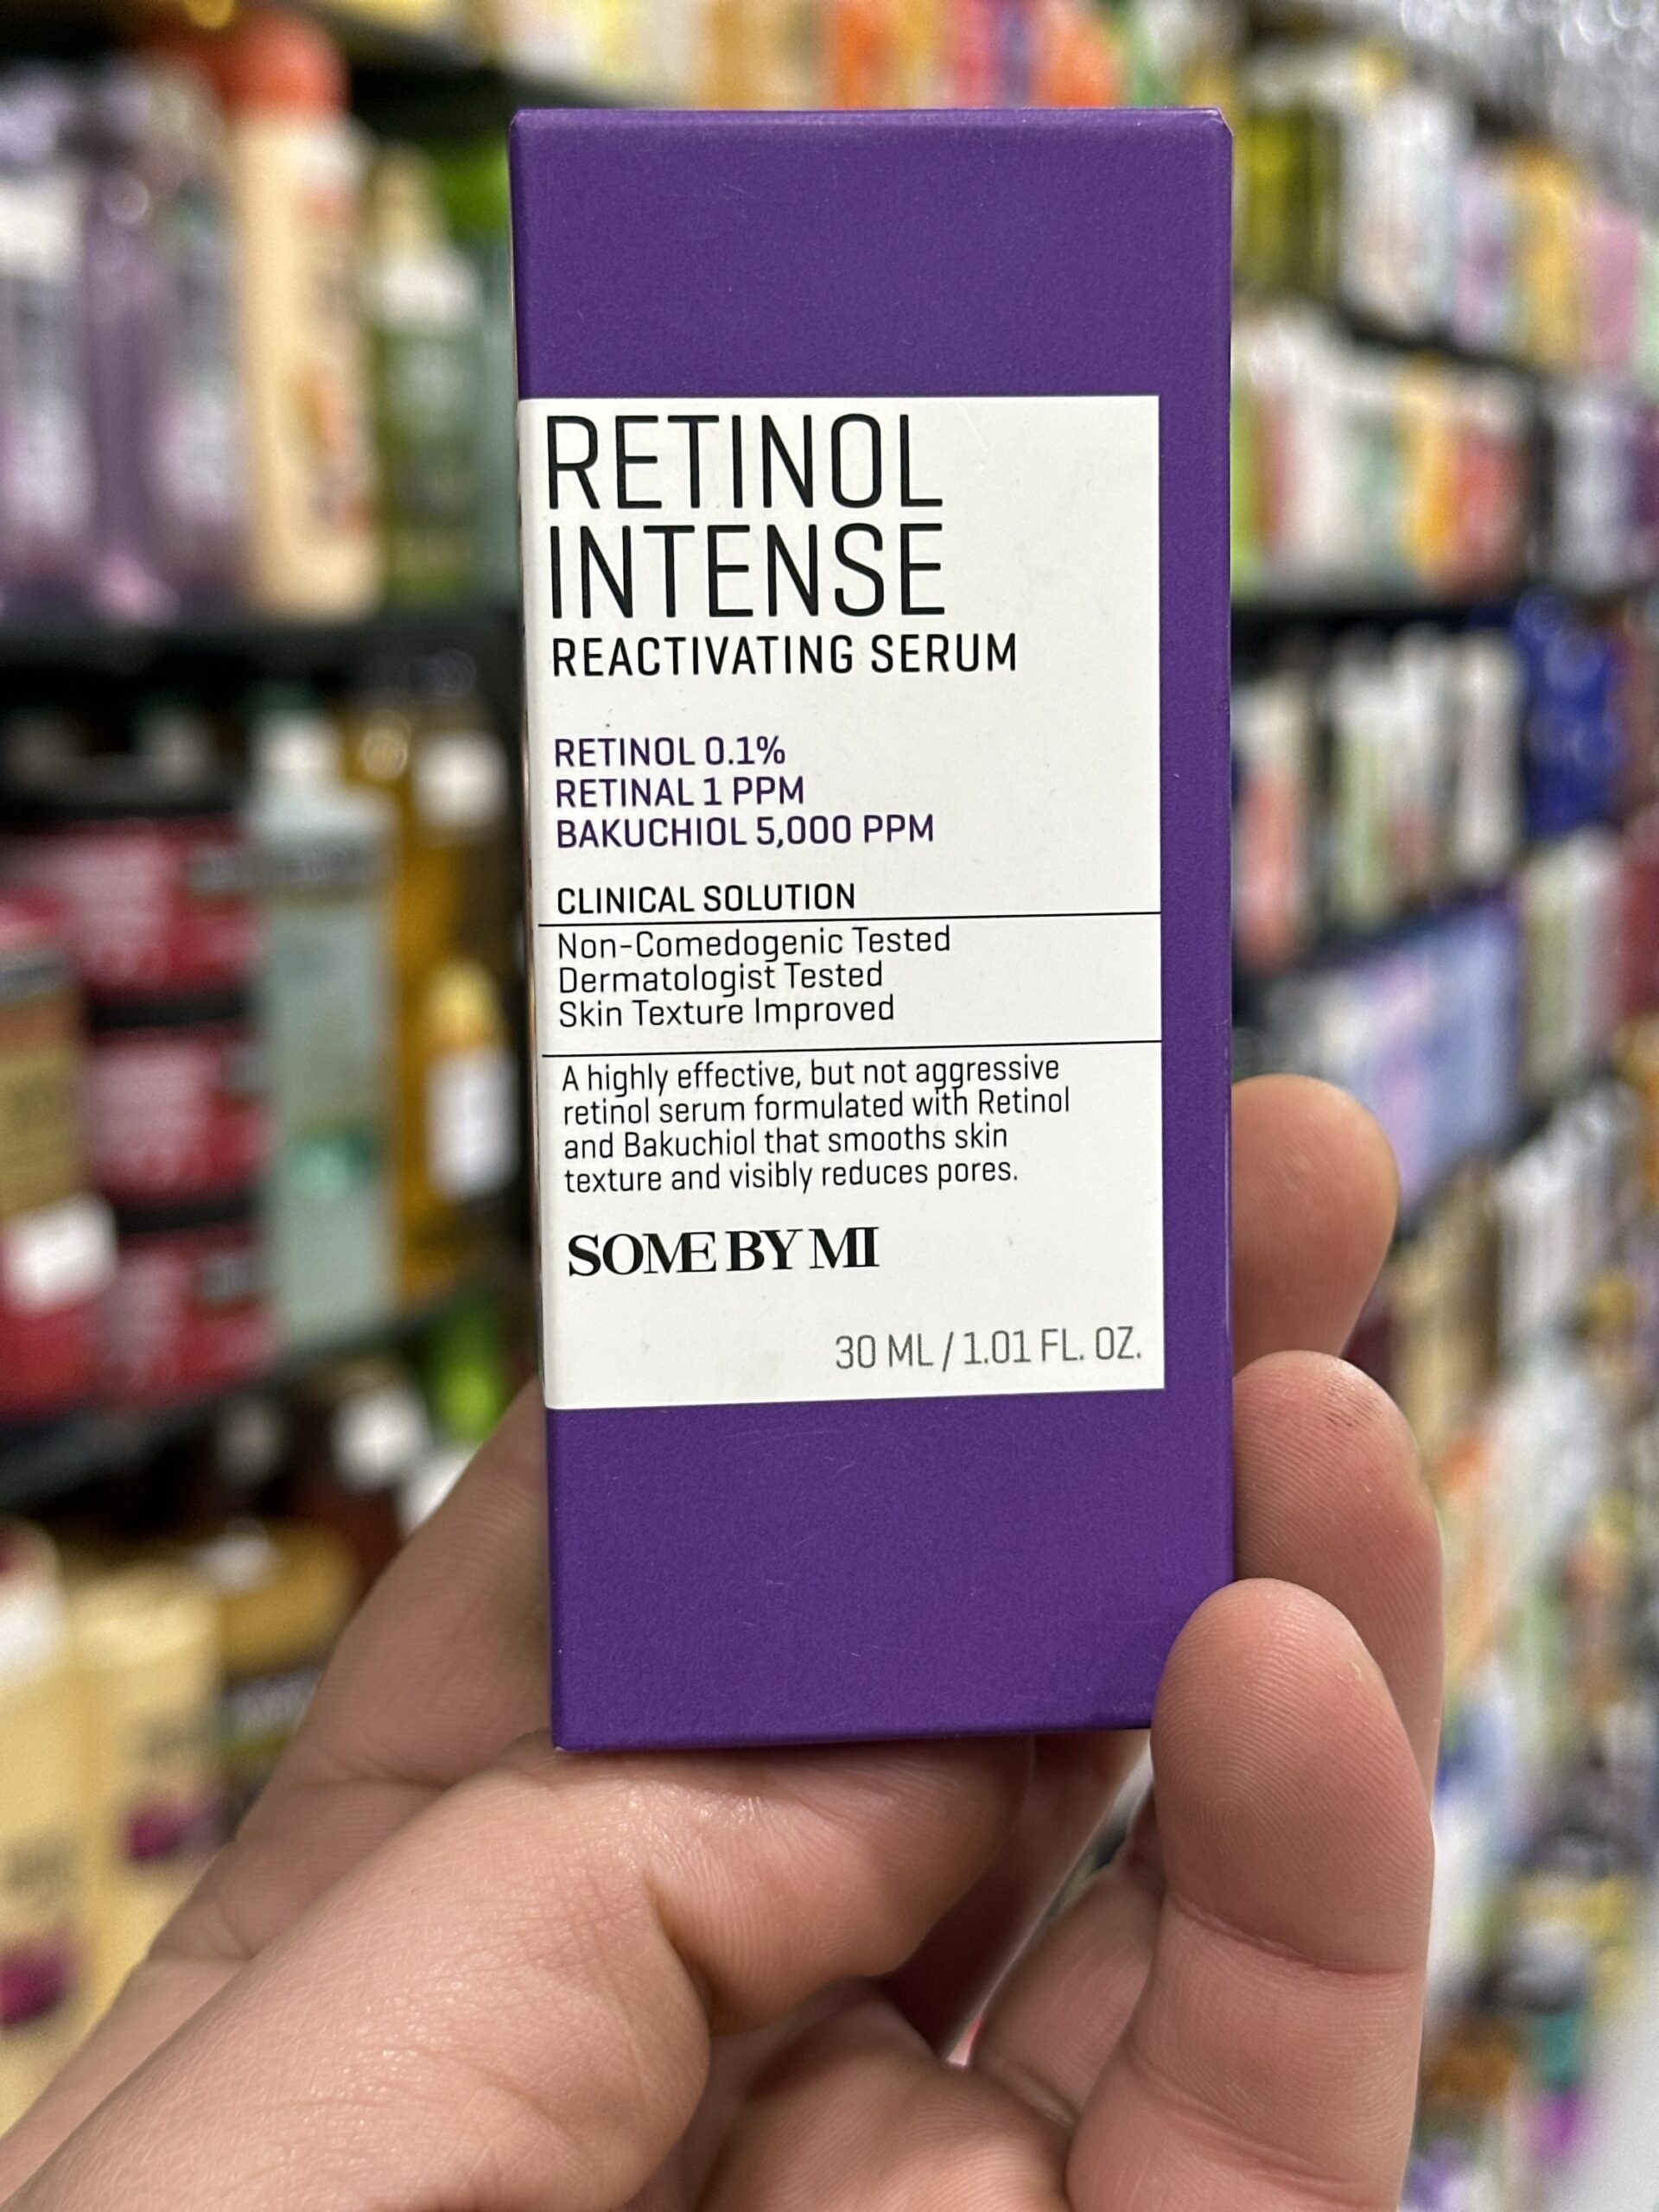 RETINOL
INTENSE
REACTIVATING SERUM
RETINOL 0.1%
RETINAL 1 PPM
BAKUCHIOL 5,000 PPM
CLINICAL SOLUTION
Non-Comedogenic Tested
Dermatologist Tested
Skin Texture Improved
A highly effective, but not aggressive
retinol serum formulated with Retinol
and Bakuchiol that smooths skin
texture and visibly reduces pores.
SOME BY MI
30 ML / 1.01 FL. OZ.